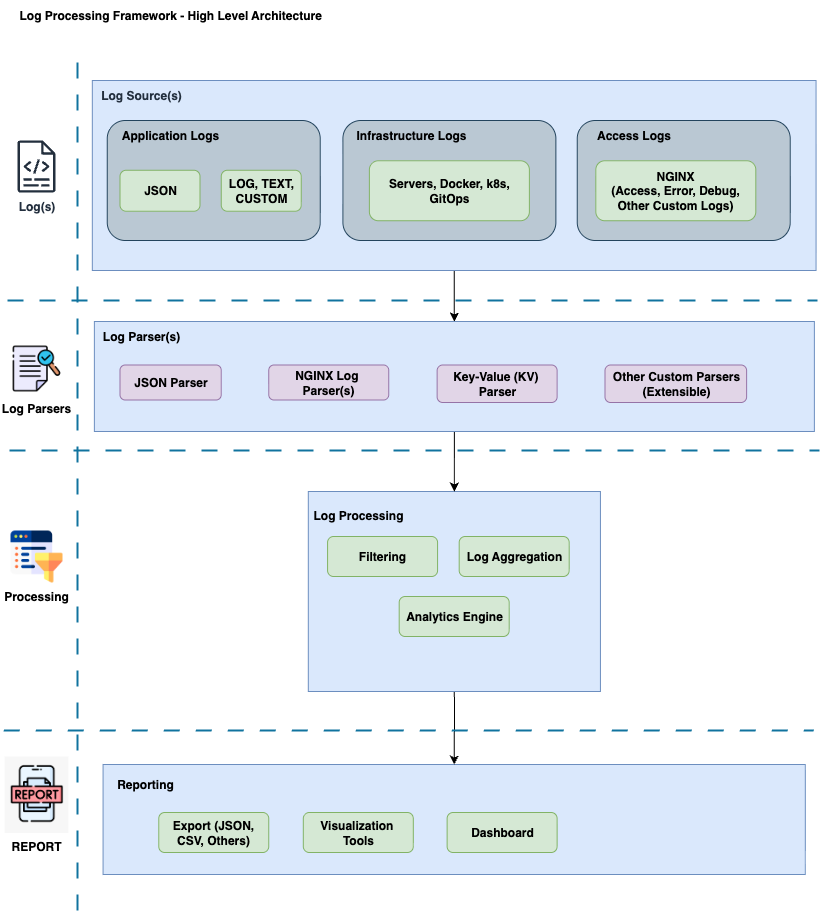 Log Processing Framework - High Level Architecture
Log Source(s)
Application Logs
JSON
LOG, TEXT,
CUSTOM
Infrastructure Logs
Servers, Docker, k8s,
GitOps
Access Logs
NGINX
(Access, Error, Debug,
Other Custom Logs)
Log(s)
Log Parser(s)
JSON Parser
NGINX Log
Parser(s)
Key-Value (KV)
Parser
Other Custom Parsers
(Extensible)
Log Parsers
Log Processing
Filtering
Log Aggregation
Analytics Engine
Processing
Reporting
Export (JSON,
CSV, Others)
Visualization
Tools
Dashboard
REPORT
REPORT